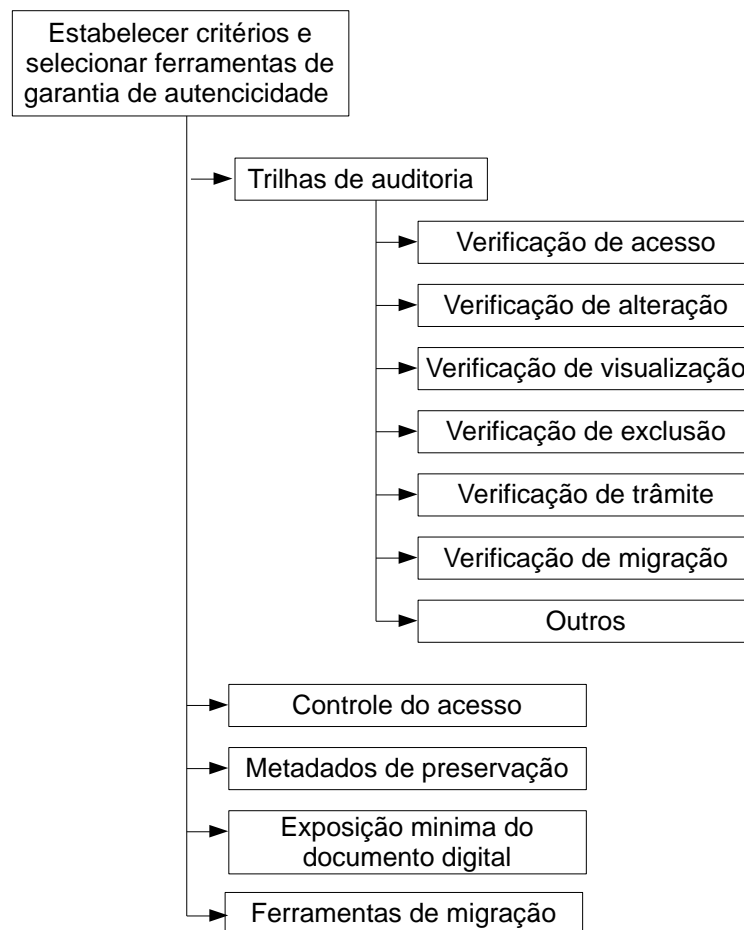 Estabelecer critérios e
selecionar ferramentas de
garantia de autencicidade
Trilhas de auditoria
Verificação de acesso
Verificação de alteração
Verificação de visualização
Verificação de exclusão
Verificação de trâmite
Verificação de migração
Outros
Controle do acesso
Metadados de preservação
Exposição minima do
documento digital
Ferramentas de migração